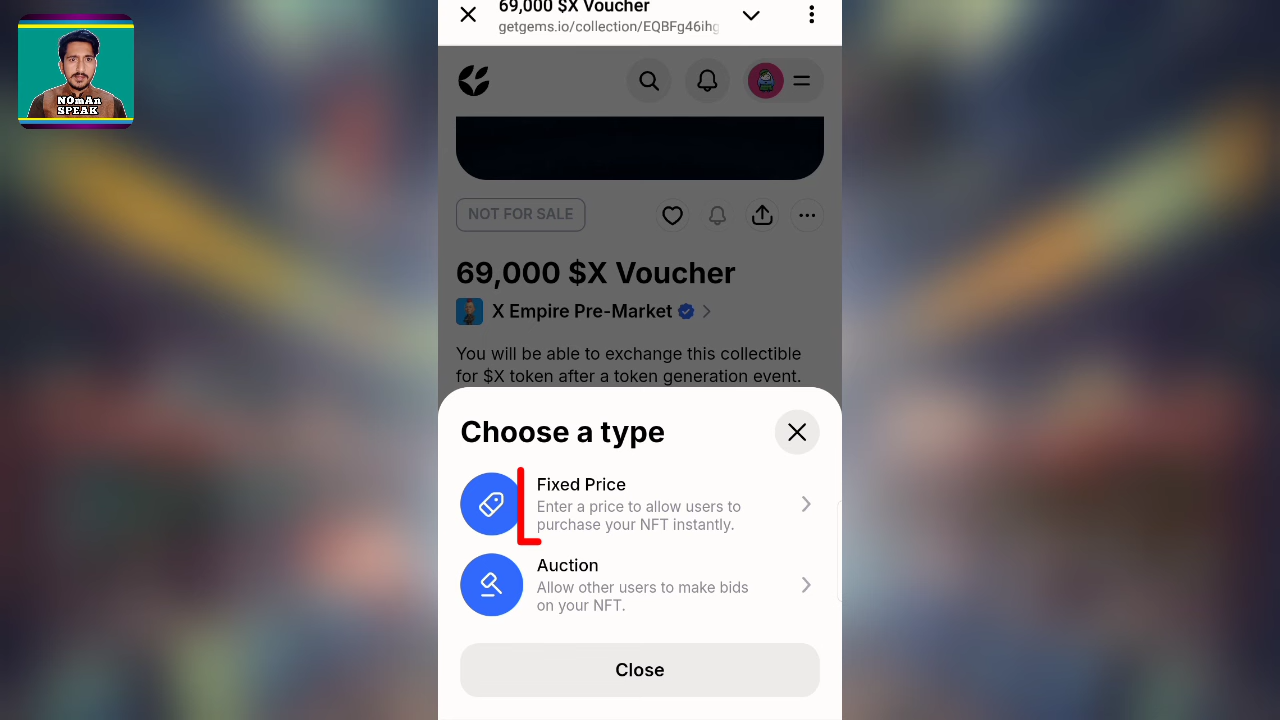 NOmAn
SPEAK
69,000 $X Voucher
getgems.io/collection/EQBFg46ihg
NOT FOR SALE
69,000 $X Voucher
X Empire Pre-Market
You will be able to exchange this collectible
for $X token after a token generation event.
Choose a type
Fixed Price
Enter a price to allow users to
purchase your NFT instantly.
Auction
Allow other users to make bids
on your NFT.
Close